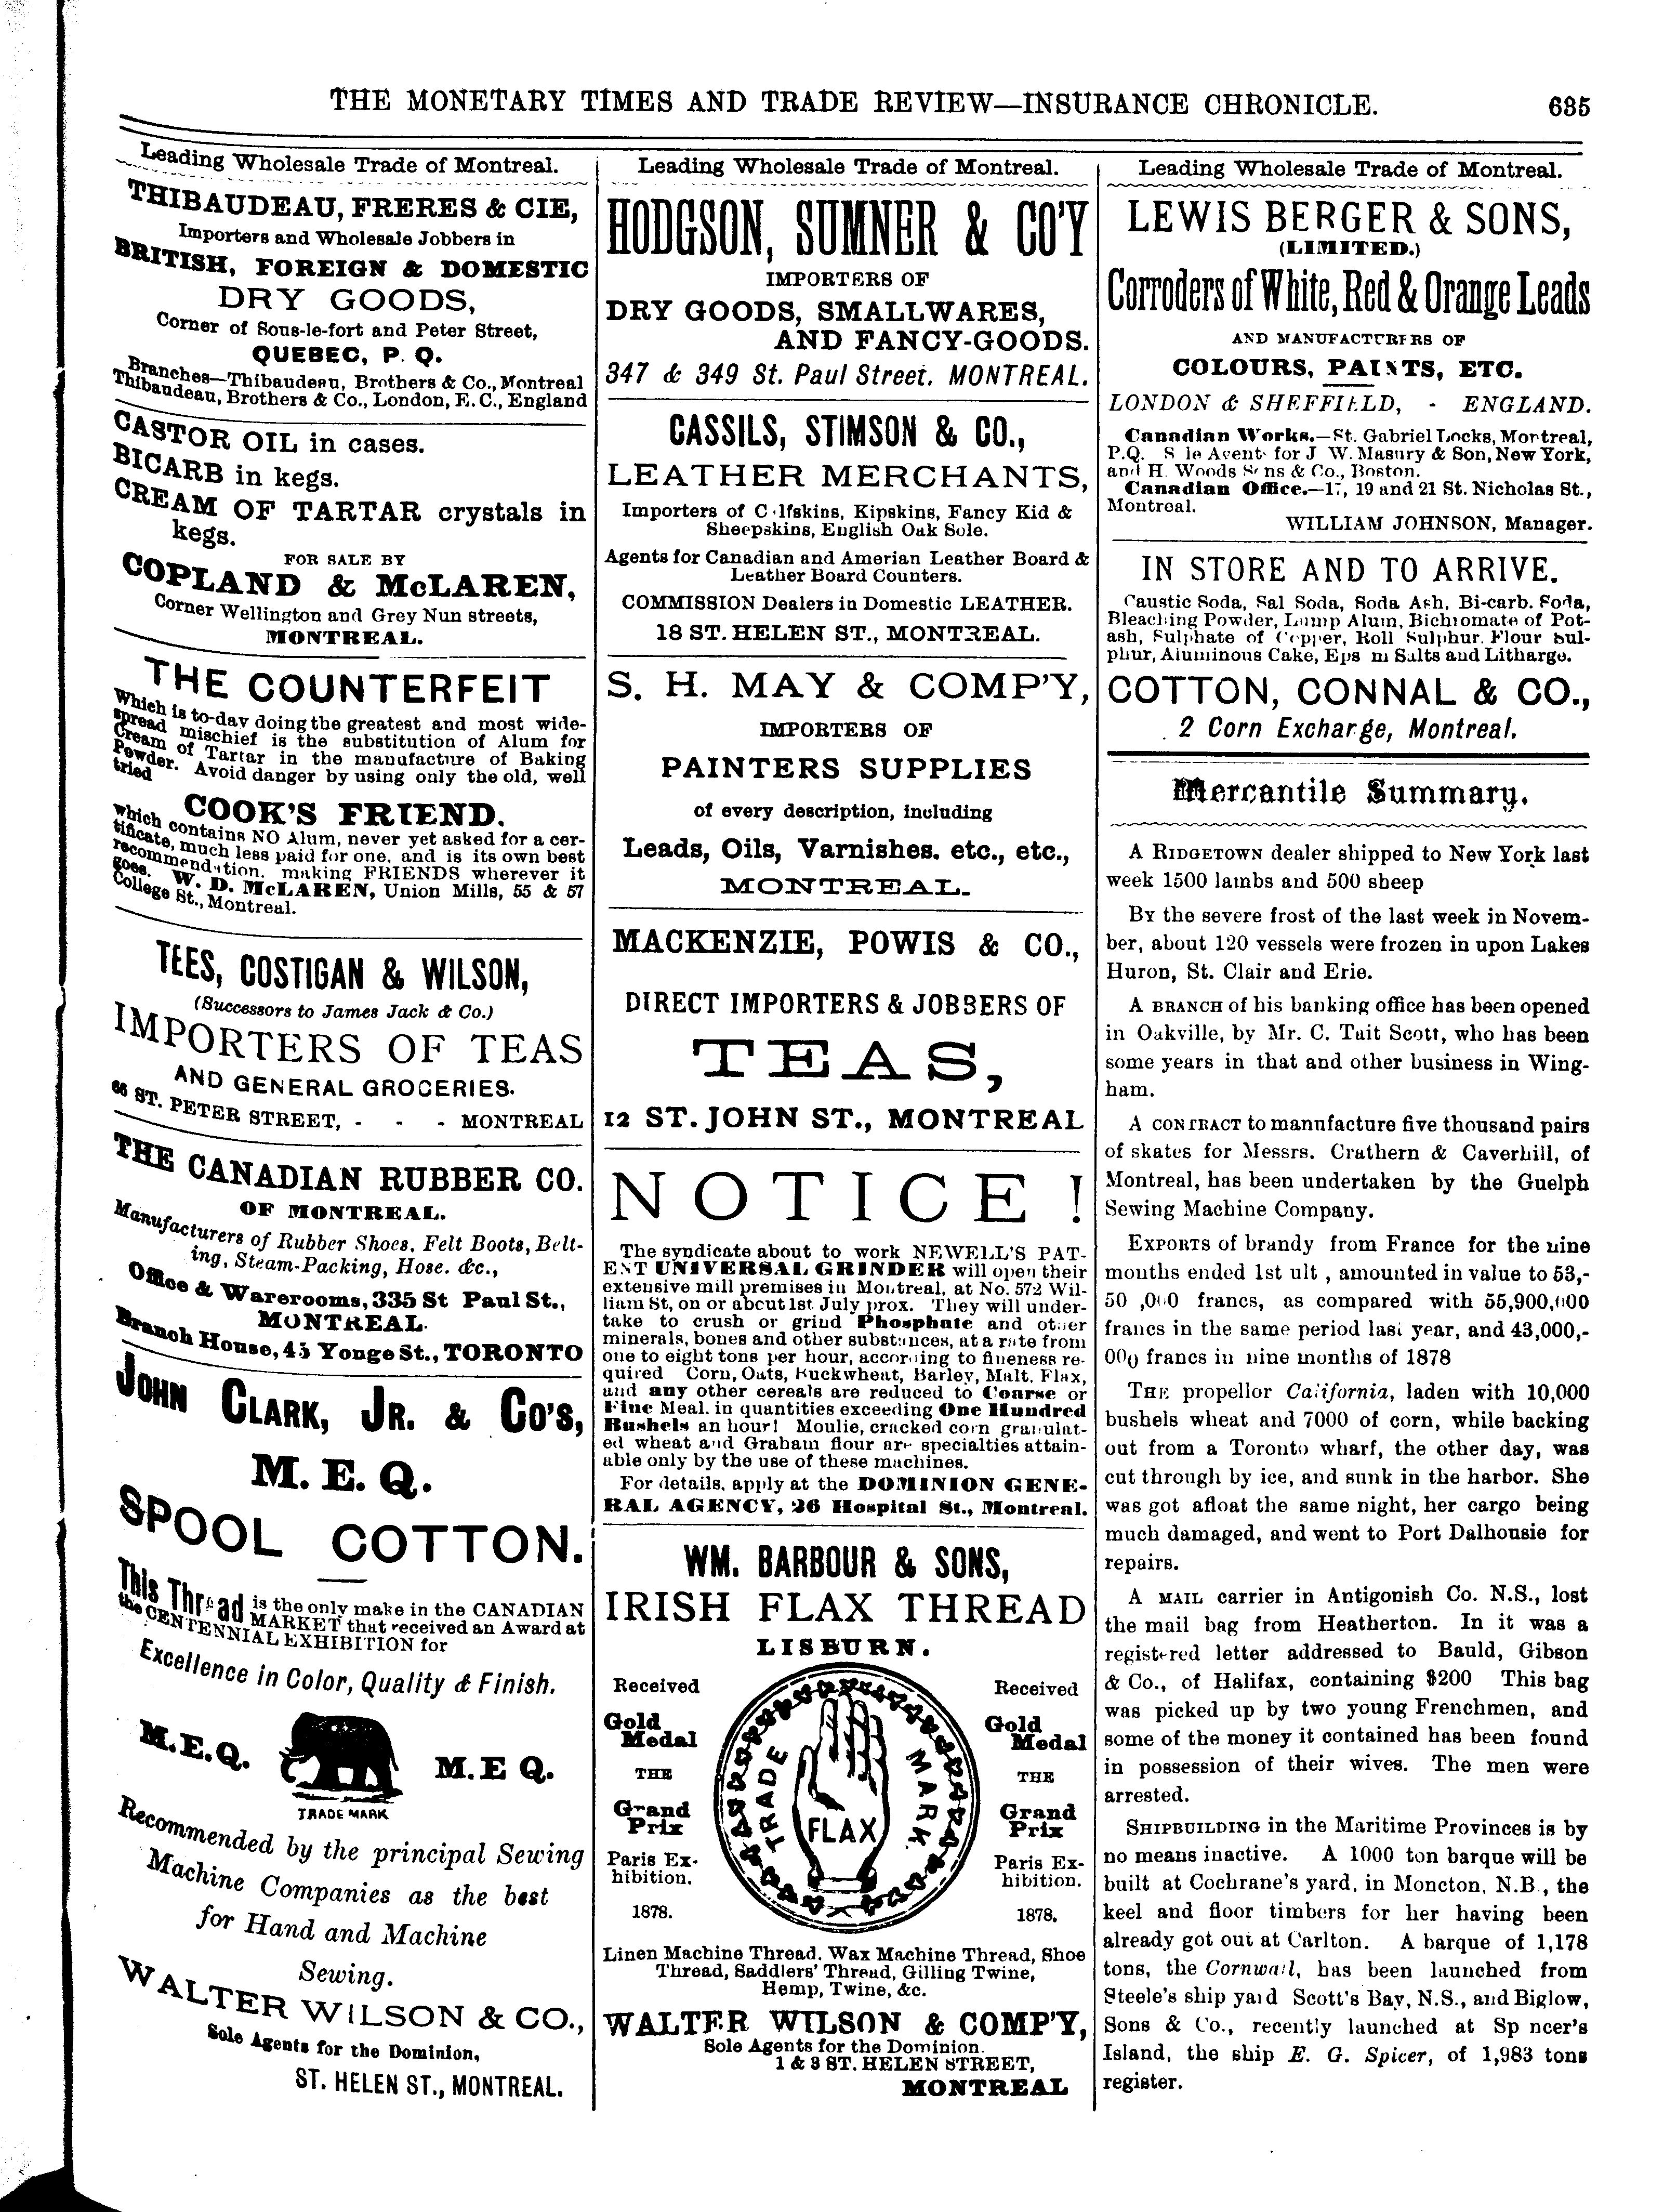 THE MONETARY TIMES AND TRADE REVIEW—INSURANCE CHRONICLE. 635
Leading Wholesale Trade of Montreal.
THIBAUDEAU, FRERES & CIE,
Importers and Wholesale Jobbers in
BRITISH, FOREIGN & DOMESTIC
DRY GOODS,
Corner of Sous-le-fort and Peter Street,
QUEBEC, P. Q.
Branches—Thibaudeau, Brothers & Co., Montreal
Thibaudeau, Brothers & Co., London, E.C., England
CASTOR OIL in cases.
BICARB in kegs.
CREAM OF TARTAR crystals in
kegs.
FOR SALE BY
COPLAND & McLAREN,
Corner Wellington and Grey Nun streets,
MONTREAL.
THE COUNTERFEIT
Which is to-day doing the greatest and most wide-
spread mischief is the substitution of Alum for
Cream of Tartar in the manufacture of Baking
Powder. Avoid danger by using only the old, well
tried
COOK'S FRIEND.
which contains NO Alum, never yet asked for a cer-
tificate, much less paid for one, and is its own best
recommendation, making FRIENDS wherever it
goes. W. D. McLAREN, Union Mills, 55 & 57
College St., Montreal.
TEES, COSTIGAN & WILSON,
(Successors to James Jack & Co.)
IMPORTERS OF TEAS
AND GENERAL GROCERIES.
66 ST. PETER STREET, - - - MONTREAL
THE CANADIAN RUBBER CO.
OF MONTREAL.
Manufacturers of Rubber Shoes, Felt Boots, Belt-
ing, Steam-Packing, Hose. &c.,
Office & Warerooms, 335 St Paul St.,
MONTREAL.
Branch House, 45 Yonge St., TORONTO
JOHN CLARK, JR. & CO'S,
M. E. Q.
SPOOL COTTON.
This Thread is the only make in the CANADIAN
MARKET that received an Award at
the CENTENNIAL EXHIBITION for
Excellence in Color, Quality & Finish.
M.E.Q. M.E Q.
TRADE MARK
Recommended by the principal Sewing
Machine Companies as the best
for Hand and Machine
Sewing.
WALTER WILSON & CO.,
Sole Agents for the Dominion,
ST. HELEN ST., MONTREAL.
Leading Wholesale Trade of Montreal.
HODGSON, SUMNER & CO'Y
IMPORTERS OF
DRY GOODS, SMALLWARES,
AND FANCY-GOODS.
347 & 349 St. Paul Street, MONTREAL.
CASSILS, STIMSON & CO.,
LEATHER MERCHANTS,
Importers of Calfskins, Kipskins, Fancy Kid &
Sheepskins, English Oak Sole.
Agents for Canadian and Amerian Leather Board &
Leather Board Counters.
COMMISSION Dealers in Domestic LEATHER.
18 ST. HELEN ST., MONTREAL.
S. H. MAY & COMP'Y,
IMPORTERS OF
PAINTERS SUPPLIES
of every description, including
Leads, Oils, Varnishes. etc., etc.,
MONTREAL.
MACKENZIE, POWIS & CO.,
DIRECT IMPORTERS & JOBBERS OF
TEAS,
12 ST. JOHN ST., MONTREAL
NOTICE!
The syndicate about to work NEWELL'S PAT-
ENT UNIVERSAL GRINDER will open their
extensive mill premises in Montreal, at No. 572 Wil-
liam St, on or about 1st July prox. They will under-
take to crush or grind Phosphate and other
minerals, bones and other substances, at a rate from
one to eight tons per hour, according to fineness re-
quired Corn, Oats, Buckwheat, Barley, Malt, Flax,
and any other cereals are reduced to Coarse or
Fine Meal. in quantities exceeding One Hundred
Bushels an hour! Moulie, cracked corn granulat-
ed wheat and Graham flour are specialties attain-
able only by the use of these machines.
For details, apply at the DOMINION GENE-
RAL AGENCY, 26 Hospital St., Montreal.
WM. BARBOUR & SONS,
IRISH FLAX THREAD
LISBURN.
Received
Gold
Medal
THE
Grand
Prix
Paris Ex-
hibition.
1878.
TRADE MARK
FLAX
Received
Gold
Medal
THE
Grand
Prix
Paris Ex-
hibition.
1878.
Linen Machine Thread. Wax Machine Thread, Shoe
Thread, Saddlers' Thread, Gilling Twine,
Hemp, Twine, &c.
WALTER WILSON & COMP'Y,
Sole Agents for the Dominion.
1 & 3 ST. HELEN STREET,
MONTREAL
Leading Wholesale Trade of Montreal.
LEWIS BERGER & SONS,
(LIMITED.)
Corroders of White, Red & Orange Leads
AND MANUFACTURERS OF
COLOURS, PAINTS, ETC.
LONDON & SHEFFIELD, - ENGLAND.
Canadian Works.—St. Gabriel Locks, Montreal,
P.Q. Sole Agents for J W. Masury & Son, New York,
and H. Woods Sons & Co., Boston.
Canadian Office.—17, 19 and 21 St. Nicholas St.,
Montreal.
WILLIAM JOHNSON, Manager.
IN STORE AND TO ARRIVE.
Caustic Soda, Sal Soda, Soda Ash, Bi-carb. Soda,
Bleaching Powder, Lump Alum, Bichromate of Pot-
ash, Sulphate of Copper, Roll Sulphur, Flour Sul-
phur, Aluminous Cake, Epsom Salts and Litharge.
COTTON, CONNAL & CO.,
2 Corn Exchange, Montreal.
Mercantile Summary.
A RIDGETOWN dealer shipped to New York last
week 1500 lambs and 500 sheep
BY the severe frost of the last week in Novem-
ber, about 120 vessels were frozen in upon Lakes
Huron, St. Clair and Erie.
A BRANCH of his banking office has been opened
in Oakville, by Mr. C. Tait Scott, who has been
some years in that and other business in Wing-
ham.
A CONTRACT to manufacture five thousand pairs
of skates for Messrs. Crathern & Caverhill, of
Montreal, has been undertaken by the Guelph
Sewing Machine Company.
EXPORTS of brandy from France for the nine
months ended 1st ult , amounted in value to 53,-
50 ,000 francs, as compared with 55,900,000
francs in the same period last year, and 43,000,-
000 francs in nine months of 1878
THE propellor California, laden with 10,000
bushels wheat and 7000 of corn, while backing
out from a Toronto wharf, the other day, was
cut through by ice, and sunk in the harbor. She
was got afloat the same night, her cargo being
much damaged, and went to Port Dalhousie for
repairs.
A MAIL carrier in Antigonish Co. N.S., lost
the mail bag from Heatherton. In it was a
registered letter addressed to Bauld, Gibson
& Co., of Halifax, containing $200 This bag
was picked up by two young Frenchmen, and
some of the money it contained has been found
in possession of their wives. The men were
arrested.
SHIPBUILDING in the Maritime Provinces is by
no means inactive. A 1000 ton barque will be
built at Cochrane's yard, in Moncton, N.B., the
keel and floor timbers for her having been
already got out at Carlton. A barque of 1,178
tons, the Cornwall, has been launched from
Steele's ship yard Scott's Bay, N.S., and Biglow,
Sons & Co., recently launched at Spencer's
Island, the ship E. G. Spicer, of 1,983 tons
register.